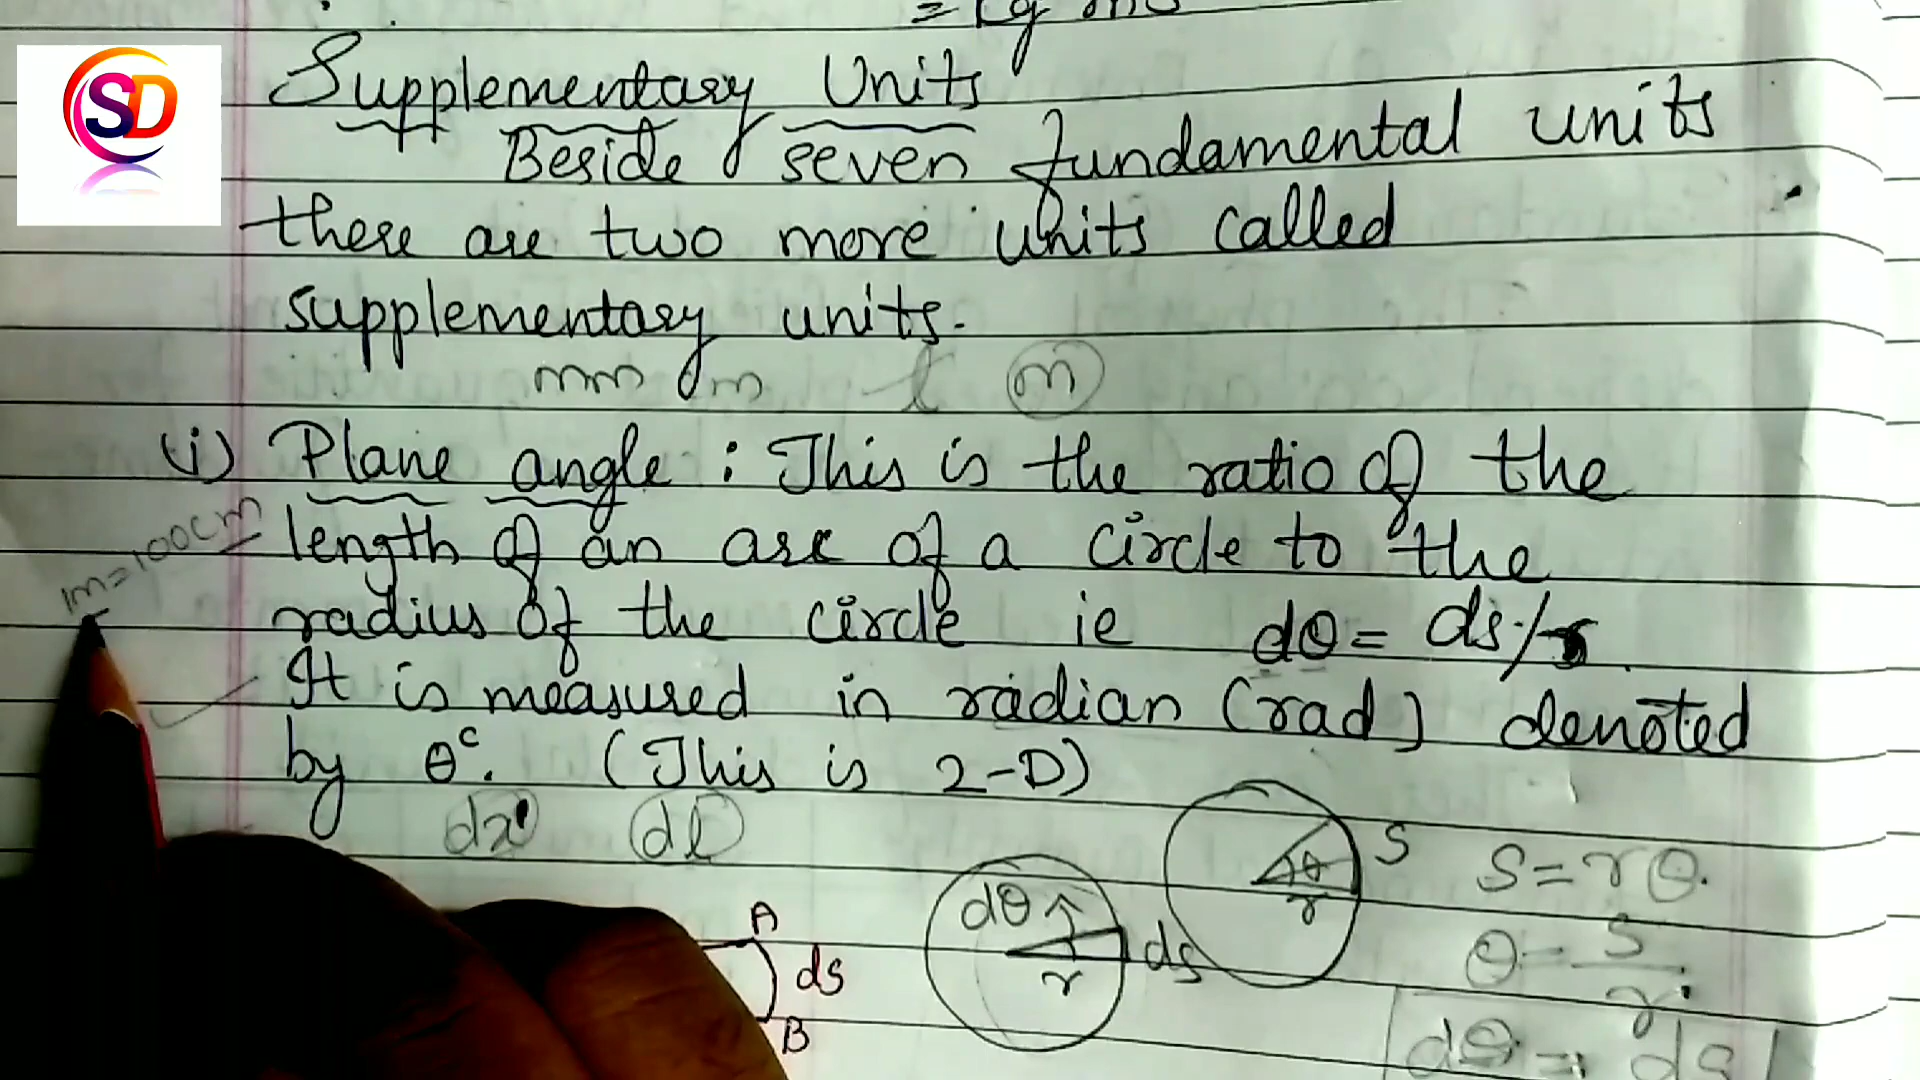 SD
Supplementary Units
Beside seven fundamental units
there are two more units called
supplementary units.
mm m l m
(i) Plane angle : This is the ratio of the
1m=100cm
length of an arc of a circle to the
radius of the circle ie dθ = ds/r.
It is measured in radian (rad) denoted
by θᶜ. (This is 2-D)
dx dl
θ r S S=rθ.
A ds B
dθ r ds
θ = S/r
dθ = ds